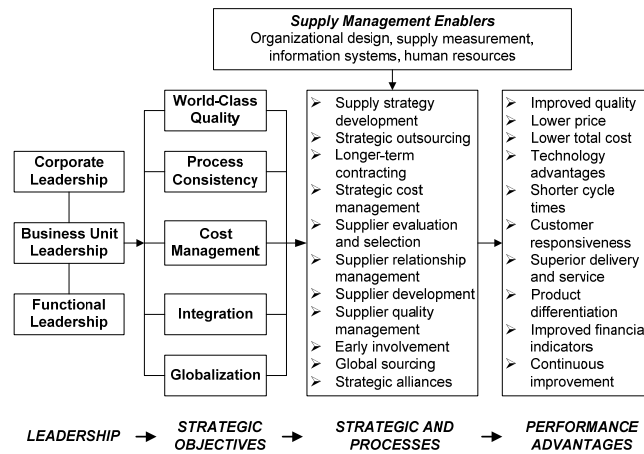 Supply Management Enablers
Organizational design, supply measurement,
information systems, human resources
Corporate
Leadership
Business Unit
Leadership
Functional
Leadership
World-Class
Quality
Process
Consistency
Cost
Management
Integration
Globalization
➢ Supply strategy
development
➢ Strategic outsourcing
➢ Longer-term
contracting
➢ Strategic cost
management
➢ Supplier evaluation
and selection
➢ Supplier relationship
management
➢ Supplier development
➢ Supplier quality
management
➢ Early involvement
➢ Global sourcing
➢ Strategic alliances
➢ Improved quality
➢ Lower price
➢ Lower total cost
➢ Technology
advantages
➢ Shorter cycle
times
➢ Customer
responsiveness
➢ Superior delivery
and service
➢ Product
differentiation
➢ Improved financial
indicators
➢ Continuous
improvement
LEADERSHIP
STRATEGIC
OBJECTIVES
STRATEGIC AND
PROCESSES
PERFORMANCE
ADVANTAGES